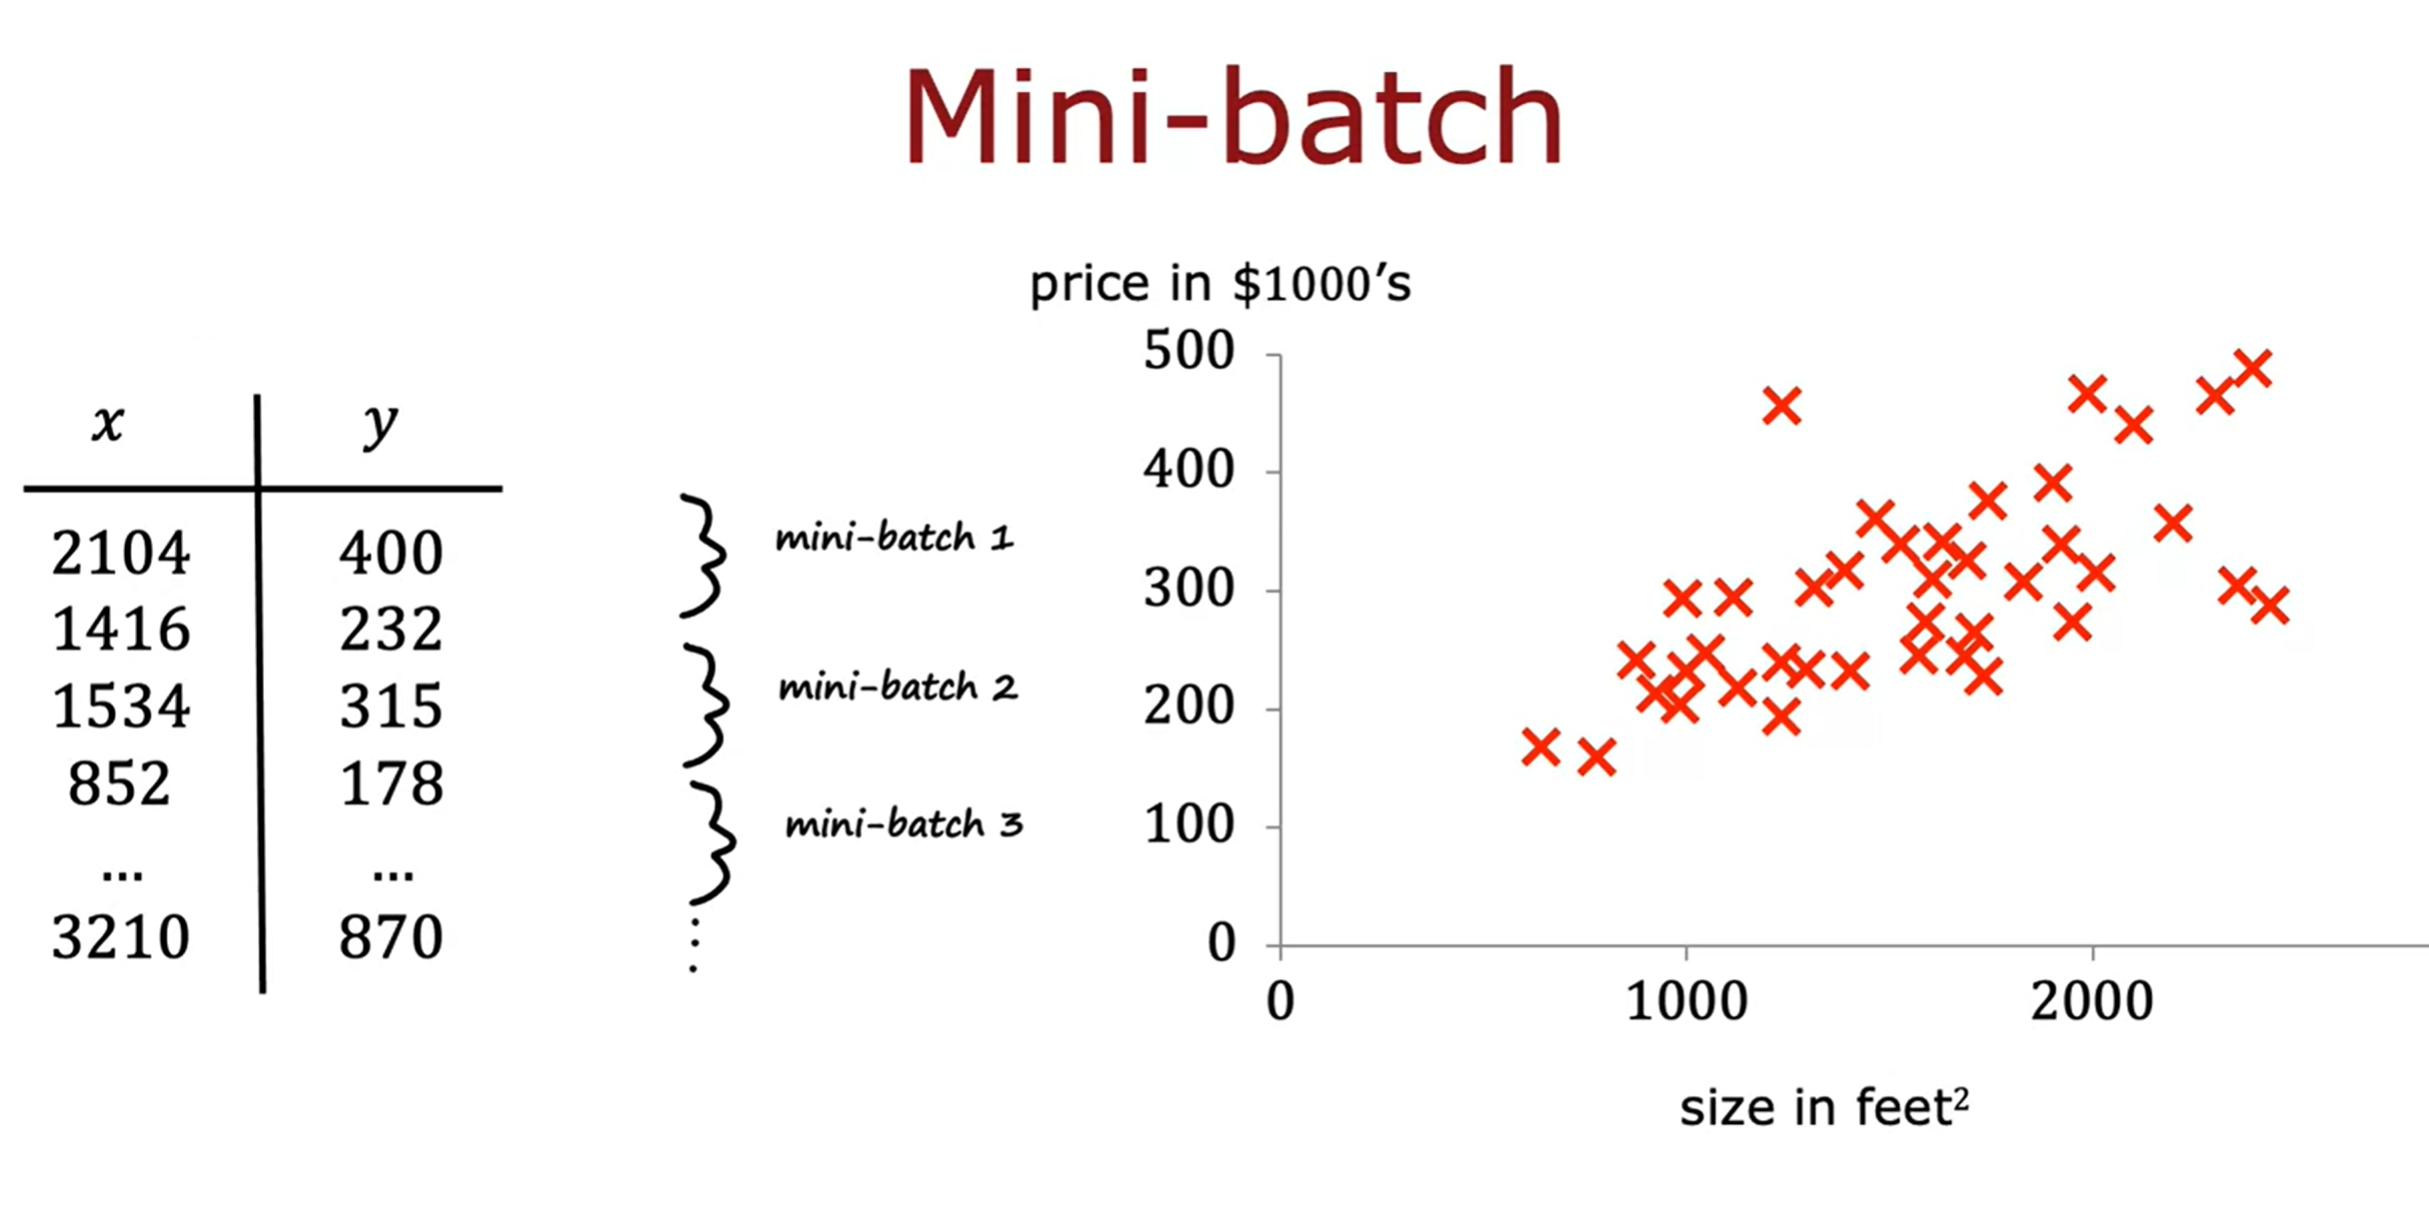 Mini-batch
x y
2104 400
1416 232
1534 315
852 178
... ...
3210 870
mini-batch 1
mini-batch 2
mini-batch 3
price in $1000’s
500
400
300
200
100
0
0 1000 2000
size in feet²